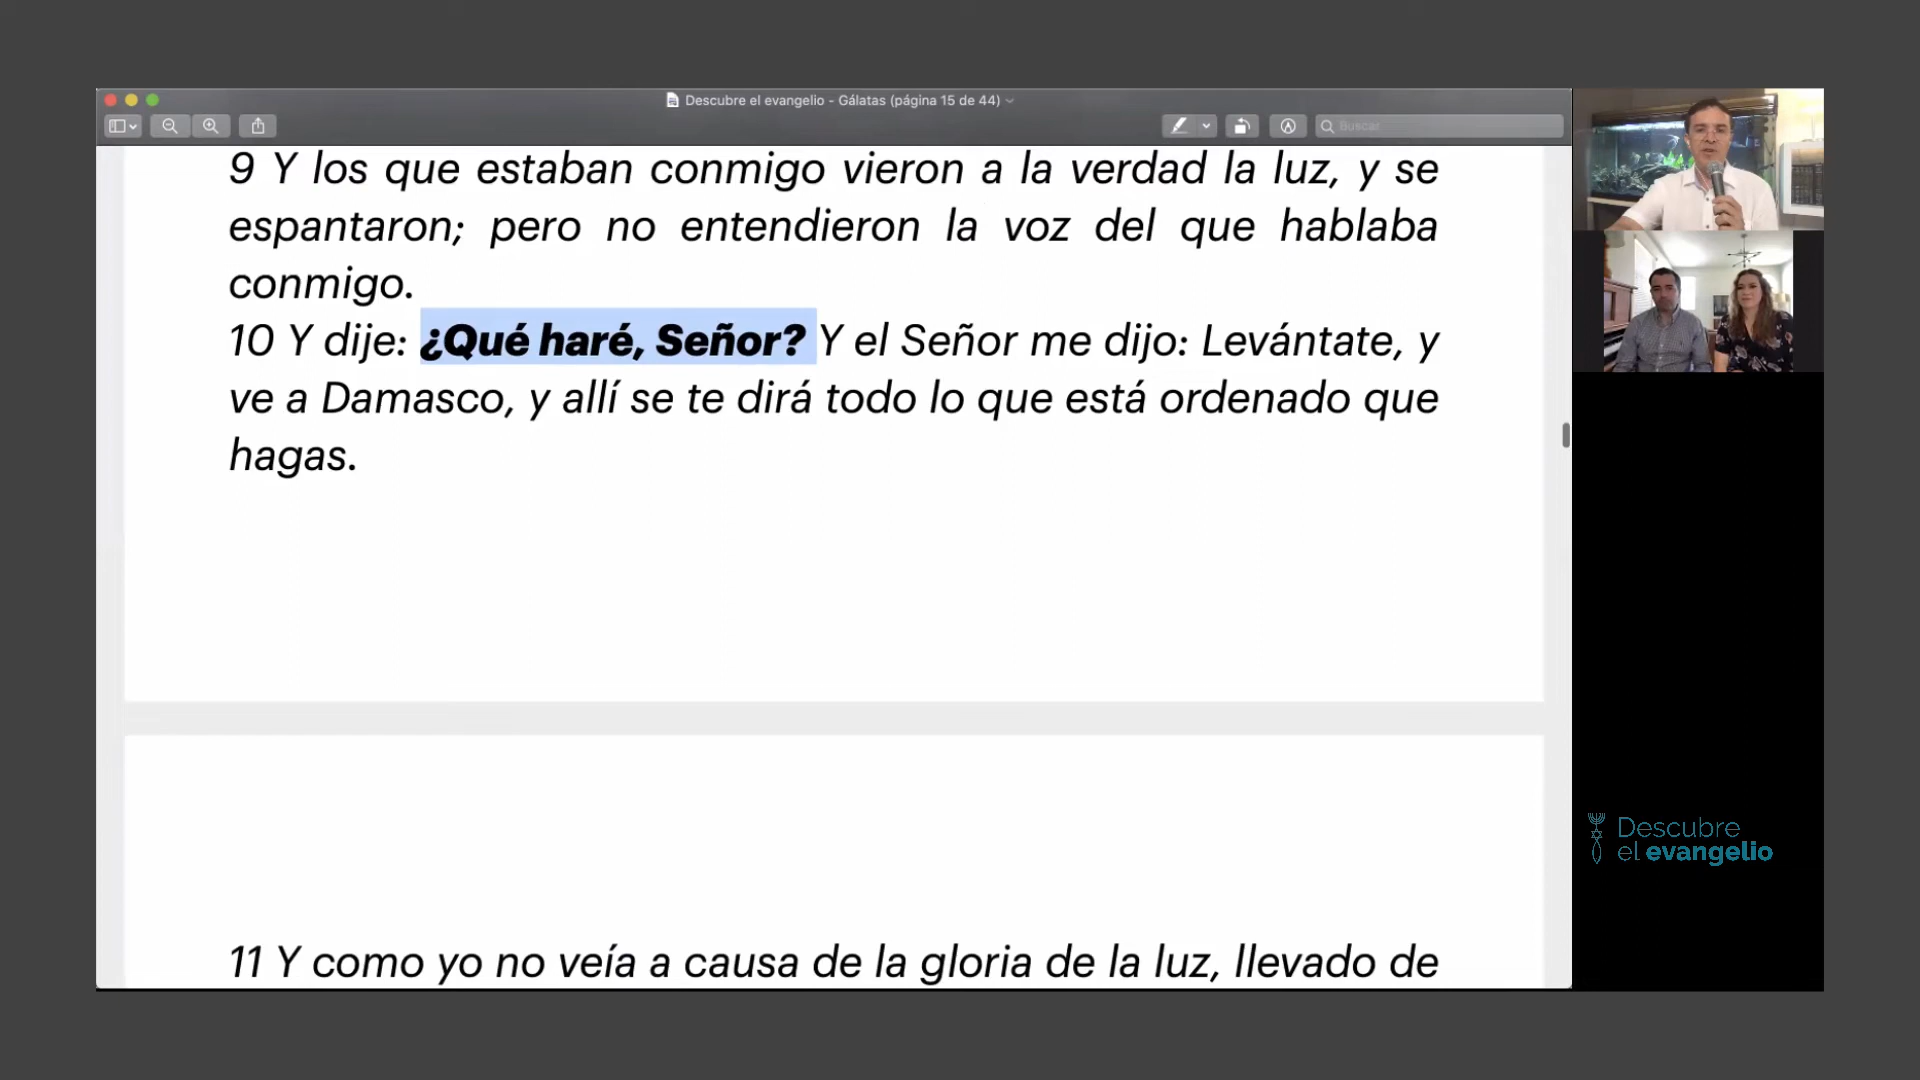 Descubre el evangelio - Gálatas (página 15 de 44)
Buscar
9 Y los que estaban conmigo vieron a la verdad la luz, y se
espantaron; pero no entendieron la voz del que hablaba
conmigo.
10 Y dije: ¿Qué haré, Señor? Y el Señor me dijo: Levántate, y
ve a Damasco, y allí se te dirá todo lo que está ordenado que
hagas.
11 Y como yo no veía a causa de la gloria de la luz, llevado de
Descubre
el evangelio